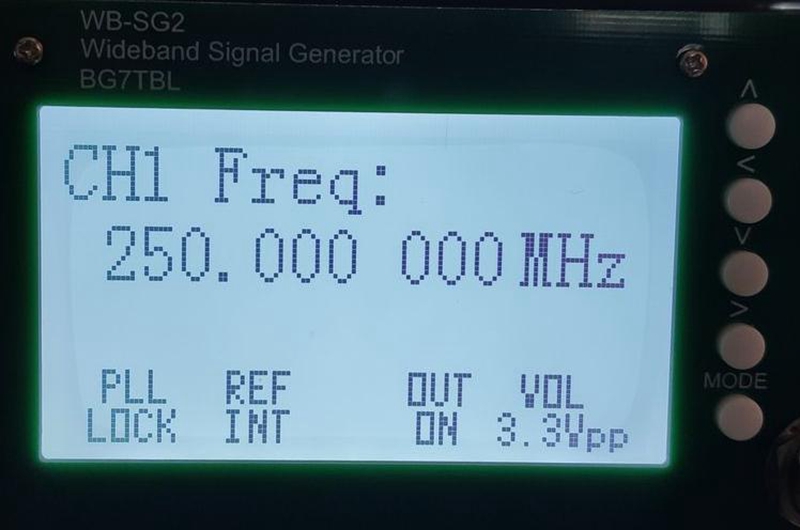 WB-SG2
Wideband Signal Generator
BG7TBL
CH1 Freq:
250.000 000 MHz
PLL REF OUT VOL
LOCK INT ON 3.3Vpp
MODE